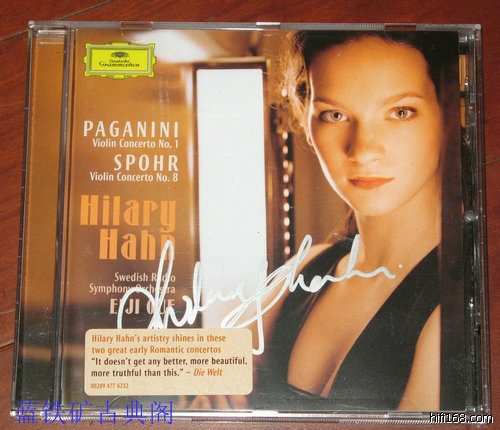 Deutsche
Grammophon
PAGANINI
Violin Concerto No. 1
SPOHR
Violin Concerto No. 8
Hilary
Hahn
Swedish Radio
Symphony Orchestra
EIJI OUE
Hilary Hahn
Hilary Hahn's artistry shines in these
two great early Romantic concertos
"It doesn't get any better, more beautiful,
more truthful than this." – Die Welt
00289 477 6232
蓝铁矿古典阁
hifi168.com